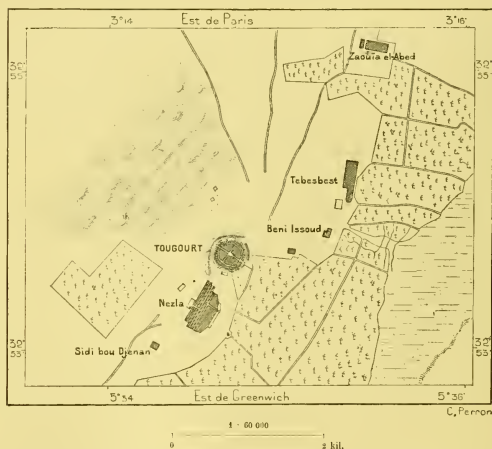 3°14 Est de Paris 3°16'
32°
55'
32°
55'
Zaouïa el-Abed
Tebesbest
Beni Issoud
TOUGOURT
Nezla
Sidi bou Djenan
32°
53'
32°
53'
5°34 Est de Greenwich 5°36'
C. Perron
1 : 60 000
0 2 kil.